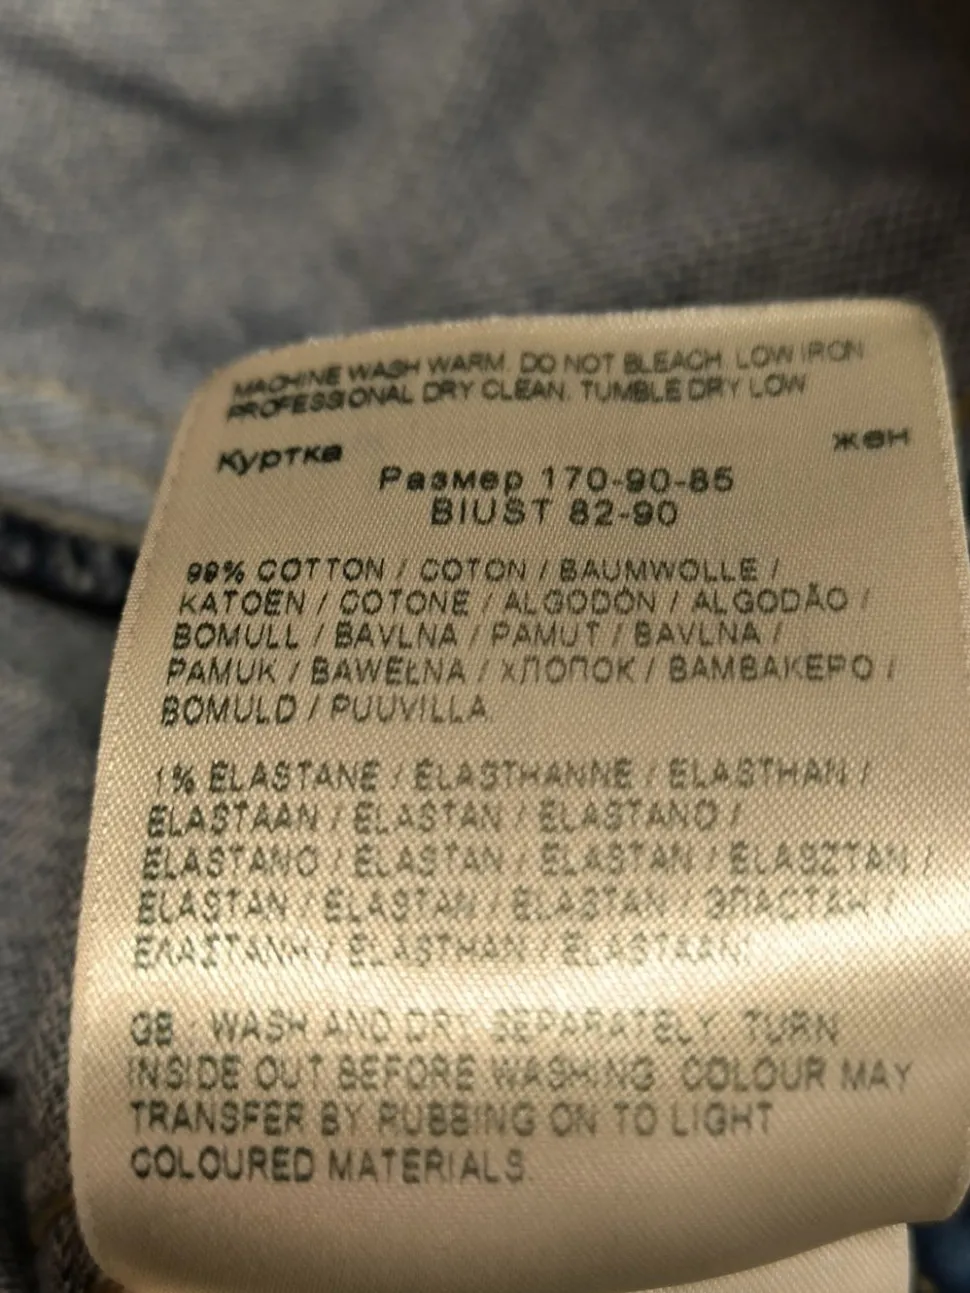 MACHINE WASH WARM. DO NOT BLEACH. LOW IRON
PROFESSIONAL DRY CLEAN. TUMBLE DRY LOW
Куртка жен
Размер 170-90-85
BIUST 82-90
99% COTTON / COTON / BAUMWOLLE /
KATOEN / COTONE / ALGODÓN / ALGODÃO /
BOMULL / BAVLNA / PAMUT / BAVLNA /
PAMUK / BAWEŁNA / ХЛОПОК / ΒΑΜΒΑΚΕΡΟ /
BOMULD / PUUVILLA.
1% ELASTANE / ÉLASTHANNE / ELASTHAN /
ELASTAAN / ELASTAN / ELASTANO /
ELASTANO / ELASTAN / ELASTAN / ELASZTÁN /
ELASTAN / ELASTAN / ELASTAN / ЭЛАСТАН /
ΕΛΑΣΤΑΝΗ / ELASTHAN / ELASTAANI.
GB - WASH AND DRY SEPARATELY. TURN
INSIDE OUT BEFORE WASHING. COLOUR MAY
TRANSFER BY RUBBING ON TO LIGHT
COLOURED MATERIALS.